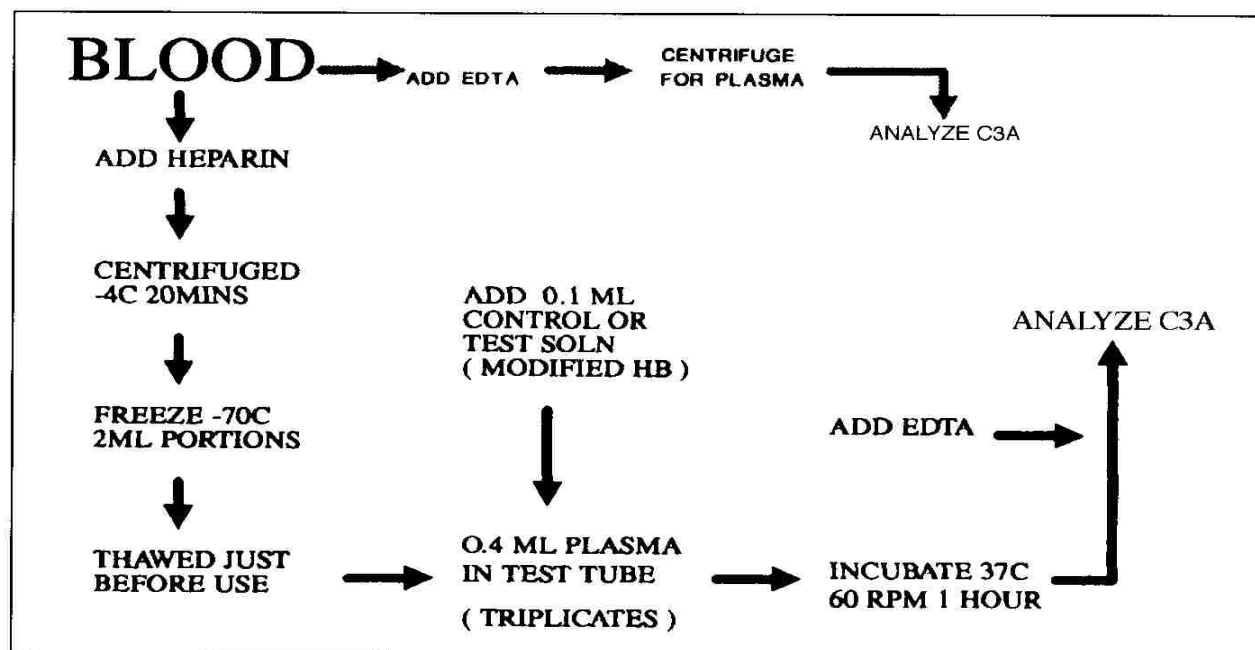 BLOOD
ADD EDTA
CENTRIFUGE
FOR PLASMA
ANALYZE C3A
ADD HEPARIN
CENTRIFUGED
-4C 20MINS
FREEZE -70C
2ML PORTIONS
THAWED JUST
BEFORE USE
ADD 0.1 ML
CONTROL OR
TEST SOLN
( MODIFIED HB )
0.4 ML PLASMA
IN TEST TUBE
( TRIPLICATES )
INCUBATE 37C
60 RPM 1 HOUR
ADD EDTA
ANALYZE C3A